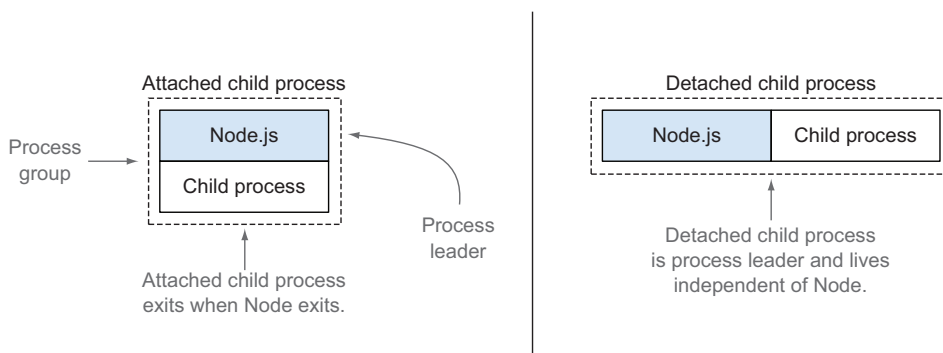 Attached child process
Node.js
Child process
Process
group
Process
leader
Attached child process
exits when Node exits.
Detached child process
Node.js
Child process
Detached child process
is process leader and lives
independent of Node.